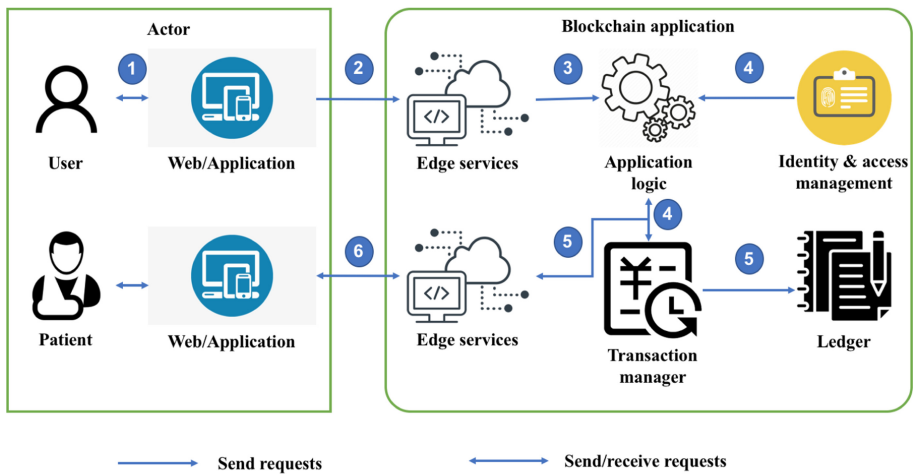 Actor
Blockchain application
1
2
3
4
</>
</>
User
Web/Application
Edge services
Application
logic
Identity & access
management
6
5
4
5
¥
Patient
Web/Application
Edge services
Transaction
manager
Ledger
Send requests
Send/receive requests